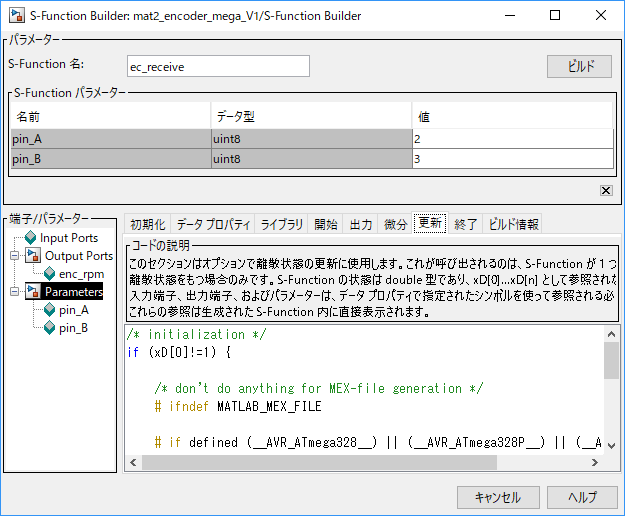 S-Function Builder: mat2_encoder_mega_V1/S-Function Builder
パラメーター
S-Function 名:
ec_receive
ビルド
S-Function パラメーター
名前 データ型 値
pin_A uint8 2
pin_B uint8 3
端子/パラメーター
Input Ports
Output Ports
enc_rpm
Parameters
pin_A
pin_B
初期化 データ プロパティ ライブラリ 開始 出力 微分 更新 終了 ビルド情報
コードの説明
このセクションはオプションで離散状態の更新に使用します。これが呼び出されるのは、S-Function が 1 つ
離散状態をもつ場合のみです。S-Function の状態は double 型であり、xD[0]...xD[n] として参照され
入力端子、出力端子、およびパラメーターは、データ プロパティで指定されたシンボルを使って参照される必
これらの参照は生成された S-Function 内に直接表示されます。
/* initialization */
if (xD[0]!=1) {
/* don't do anything for MEX-file generation */
# ifndef MATLAB_MEX_FILE
# if defined (__AVR_ATmega328__) || (__AVR_ATmega328P__) || (__A
キャンセル ヘルプ